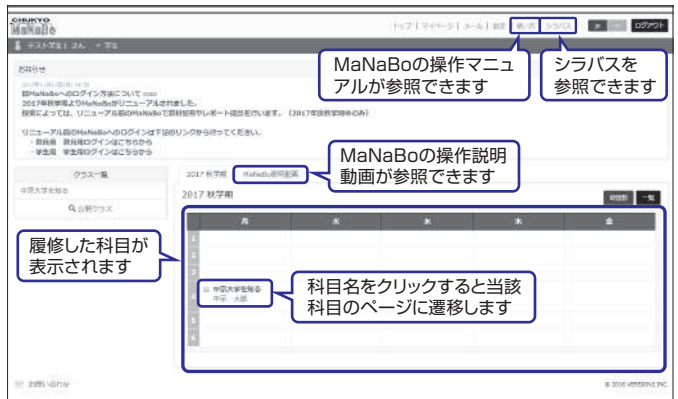 CHUKYO
MaNaBo
トップ | マイページ | メール | 設定 | 使い方 | シラバス
ログアウト
テスト学生1 さん
MaNaBoの操作マニュ
アルが参照できます
シラバスを
参照できます
お知らせ
旧MaNaBoへのログイン方法について
2017年秋学期よりMaNaBoがリニューアルされました。
授業によっては、リニューアル前のMaNaBoで教材配布やレポート提出を行います。(2017年度秋学期中のみ)
リニューアル前のMaNaBoへのログインは下記のリンクから行ってください。
・教員用 教員用ログインはこちらから
・学生用 学生用ログインはこちらから
MaNaBoの操作説明
動画が参照できます
クラス一覧
2017 秋学期
MaNaBo説明動画
中京大学を知る
公開クラス
2017 秋学期
時間割
一覧
月
火
水
木
金
1
2
3
4
5
6
履修した科目が
表示されます
中京大学を知る
中京 太郎
科目名をクリックすると当該
科目のページに遷移します
お問い合わせ
© 2016 VERSION2 INC.